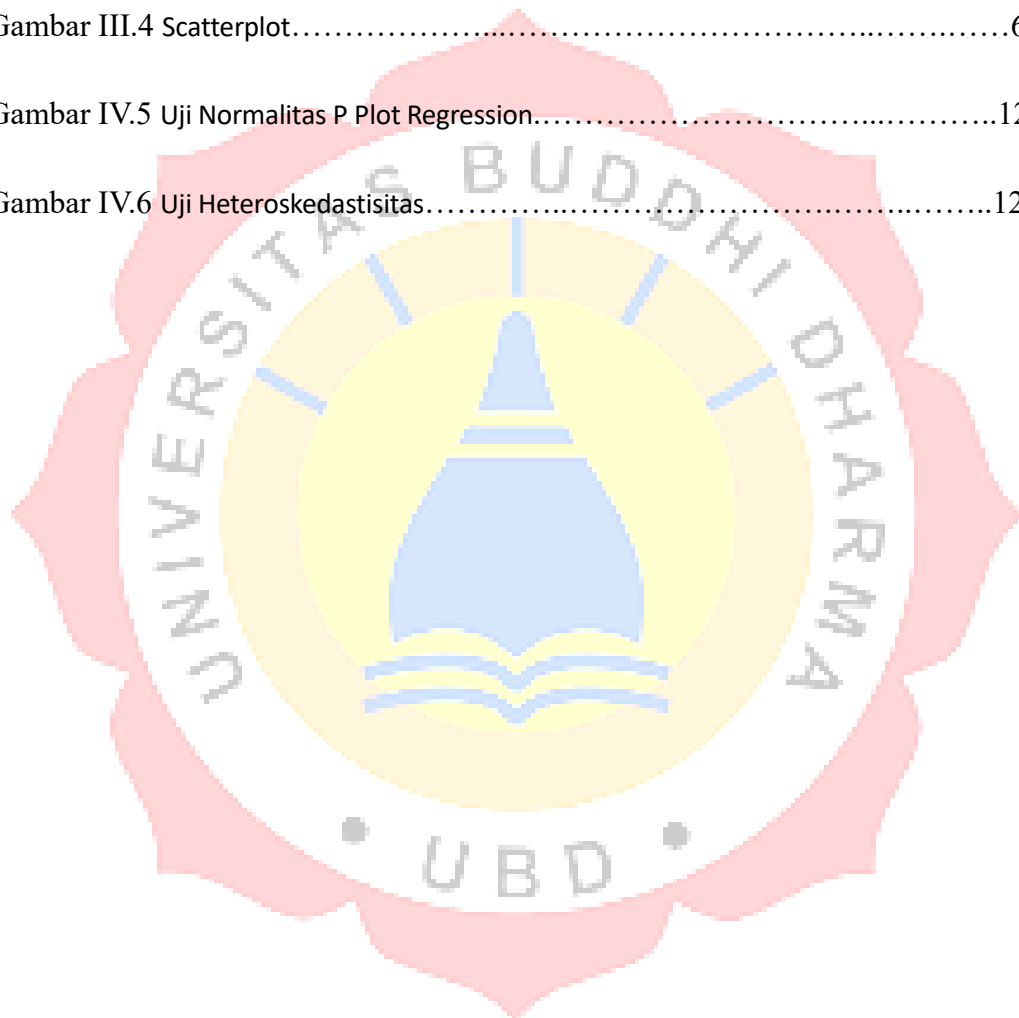 Gambar III.4 Scatterplot…………………..……………………………………..…….……6
Gambar IV.5 Uji Normalitas P Plot Regression….…………………………...………..12
Gambar IV.6 Uji Heteroskedastisitas……………...……………………………..……..12
UNIVERSITAS BUDDHI DHARMA
• UBD •